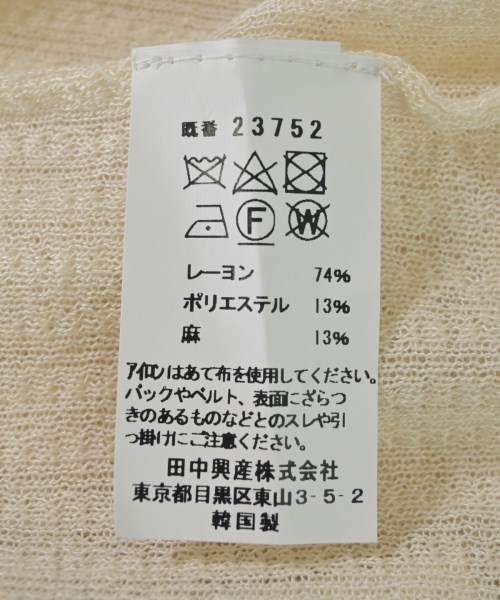 既番 23752
F W
レーヨン 74%
ポリエステル 13%
麻 13%
アイロンはあて布を使用してください。
バックやベルト、表面にざらつ
きのあるものなどとのスレや引
っ掛けにご注意ください。
田中興産株式会社
東京都目黒区東山3-5-2
韓国製